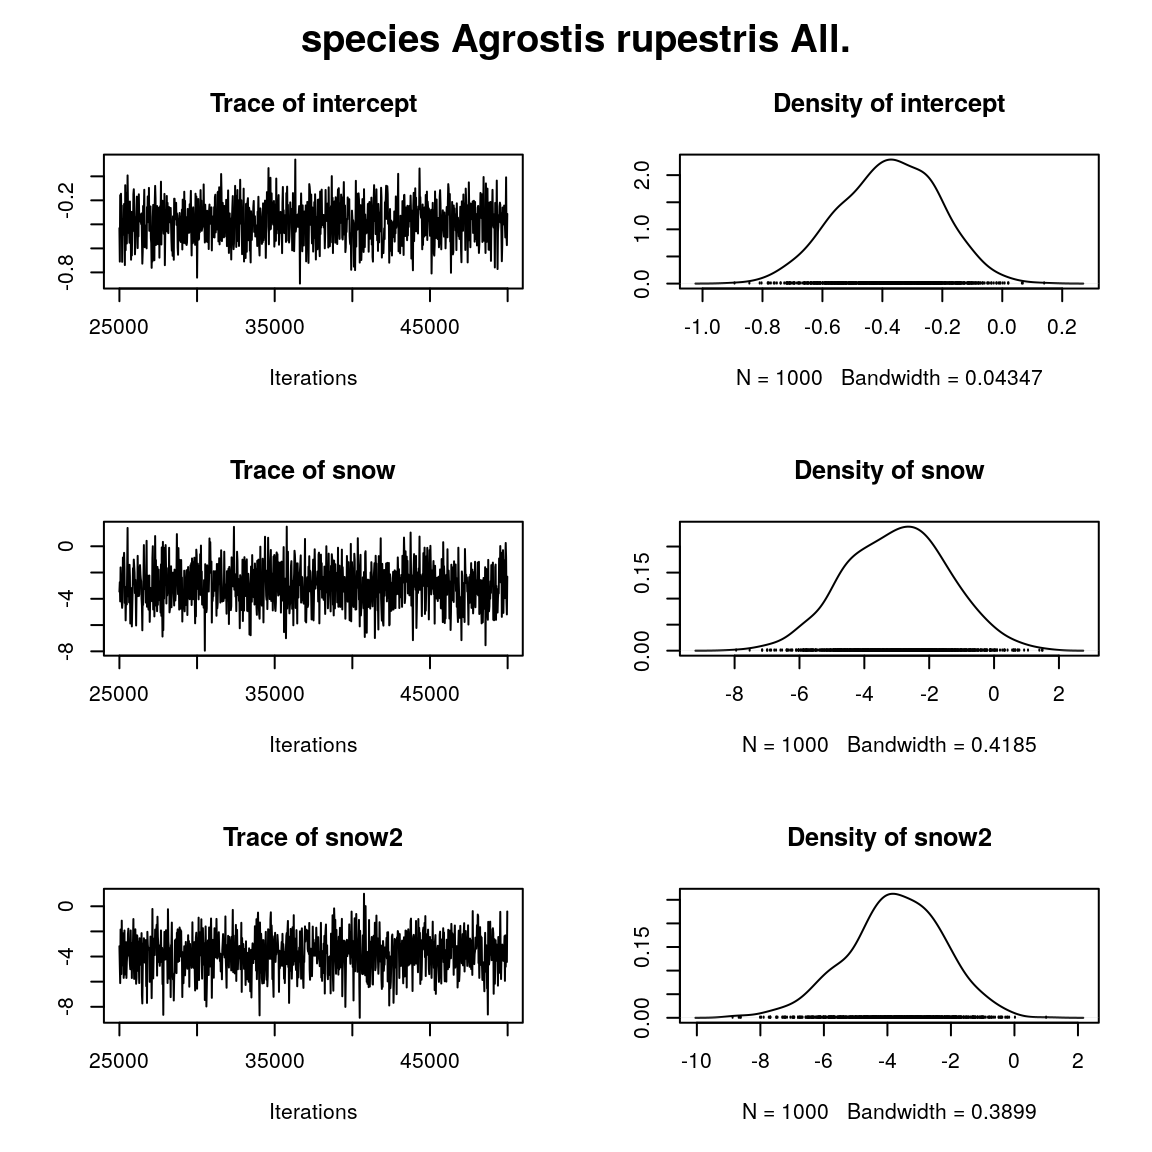 species Agrostis rupestris All.
Trace of intercept
-0.8 -0.2
25000 35000 45000
Iterations
Density of intercept
0.0 1.0 2.0
-1.0 -0.8 -0.6 -0.4 -0.2 0.0 0.2
N = 1000 Bandwidth = 0.04347
Trace of snow
-8 -4 0
25000 35000 45000
Iterations
Density of snow
0.00 0.15
-8 -6 -4 -2 0 2
N = 1000 Bandwidth = 0.4185
Trace of snow2
-8 -4 0
25000 35000 45000
Iterations
Density of snow2
0.00 0.15
-10 -8 -6 -4 -2 0 2
N = 1000 Bandwidth = 0.3899